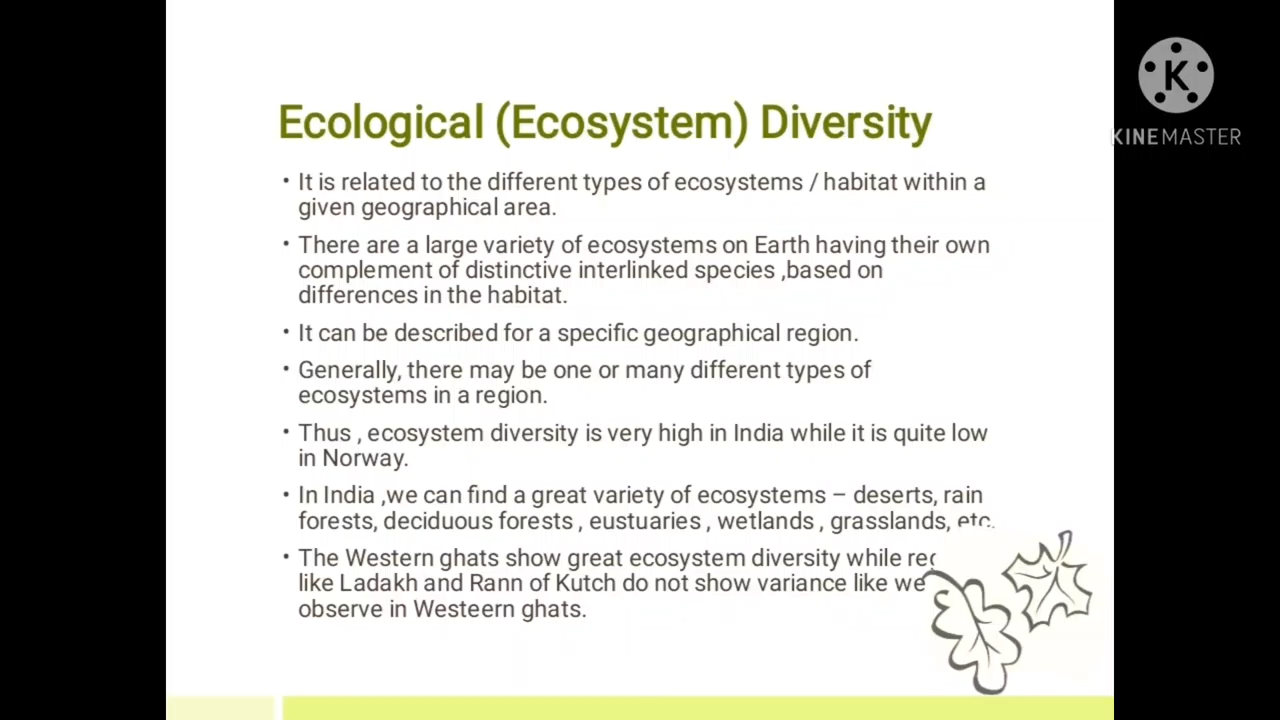 Ecological (Ecosystem) Diversity
• It is related to the different types of ecosystems / habitat within a
given geographical area.
• There are a large variety of ecosystems on Earth having their own
complement of distinctive interlinked species ,based on
differences in the habitat.
• It can be described for a specific geographical region.
• Generally, there may be one or many different types of
ecosystems in a region.
• Thus , ecosystem diversity is very high in India while it is quite low
in Norway.
• In India ,we can find a great variety of ecosystems – deserts, rain
forests, deciduous forests , eustuaries , wetlands , grasslands, etc.
• The Western ghats show great ecosystem diversity while
like Ladakh and Rann of Kutch do not show variance like we
observe in Westeern ghats.
K
KINEMASTER